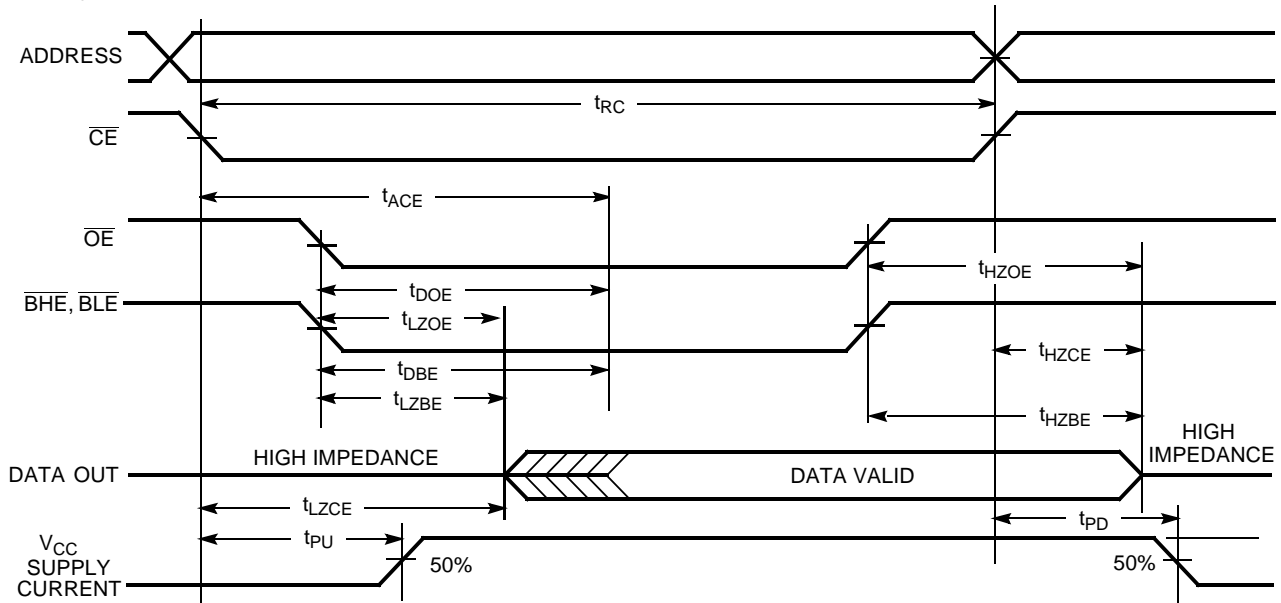 ADDRESS
tRC
CE
tACE
OE
tHZOE
tDOE
BHE, BLE
tLZOE
tHZCE
tDBE
tLZBE
tHZBE
HIGH
IMPEDANCE
HIGH IMPEDANCE
DATA OUT
DATA VALID
tLZCE
tPD
tPU
VCC
SUPPLY
CURRENT
50%
50%